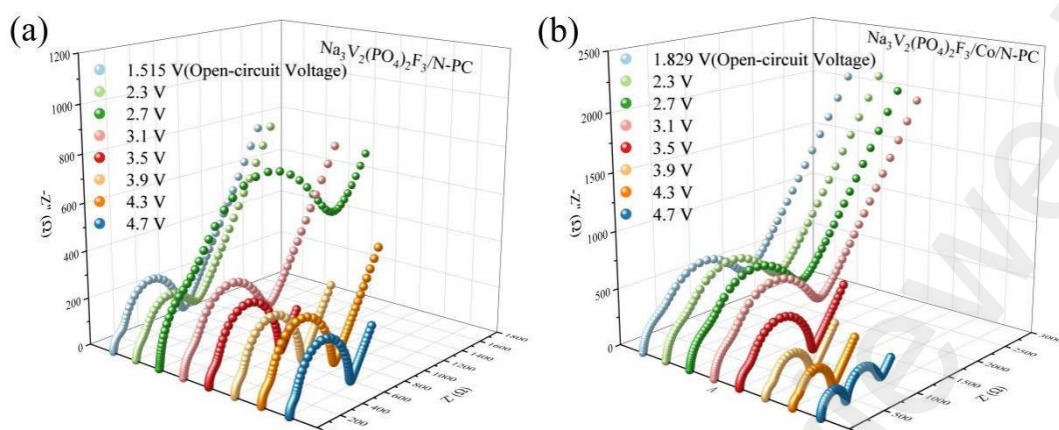 (a)
Na3V2(PO4)2F3/N-PC
1.515 V(Open-circuit Voltage)
2.3 V
2.7 V
3.1 V
3.5 V
3.9 V
4.3 V
4.7 V
1200
1000
800
600
400
200
0
-Z'' (Ω)
200
400
600
800
1000
1200
1400
1600
1800
Z' (Ω)
(b)
Na3V2(PO4)2F3/Co/N-PC
1.829 V(Open-circuit Voltage)
2.3 V
2.7 V
3.1 V
3.5 V
3.9 V
4.3 V
4.7 V
2500
2000
1500
1000
500
0
-Z'' (Ω)
A
500
1000
1500
2000
2500
3000
Z' (Ω)